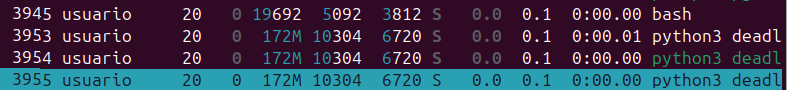 3945 usuario 20 0 19692 5092 3812 S 0.0 0.1 0:00.00 bash
3953 usuario 20 0 172M 10304 6720 S 0.0 0.1 0:00.01 python3 deadl
3954 usuario 20 0 172M 10304 6720 S 0.0 0.1 0:00.00 python3 deadl
3955 usuario 20 0 172M 10304 6720 S 0.0 0.1 0:00.00 python3 deadl